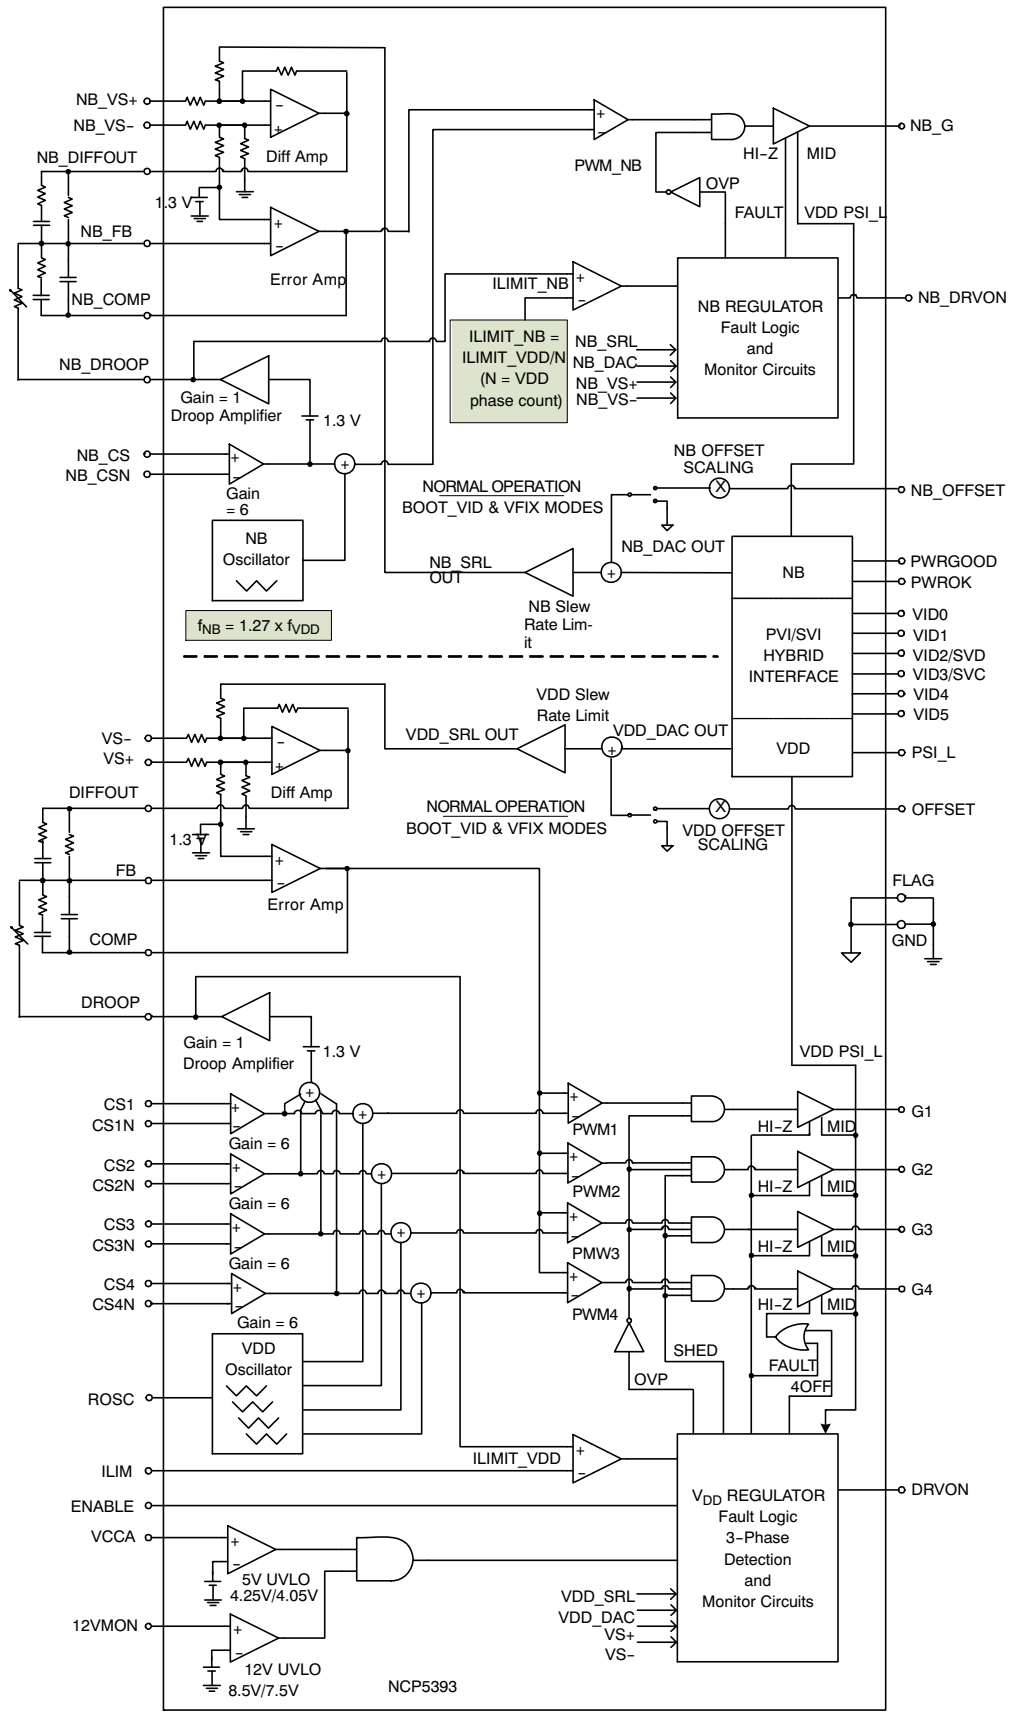 NB_VS+
NB_VS-
NB_DIFFOUT
Diff Amp
1.3 V
NB_FB
Error Amp
NB_COMP
NB_DROOP
Gain = 1
Droop Amplifier
1.3 V
NB_CS
NB_CSN
Gain
= 6
NB
Oscillator
fNB = 1.27 x fVDD
PWM_NB
OVP
HI-Z
MID
NB_G
FAULT
VDD PSI_L
ILIMIT_NB
ILIMIT_NB =
ILIMIT_VDD/N
(N = VDD
phase count)
NB_SRL
NB_DAC
NB_VS+
NB_VS-
NB REGULATOR
Fault Logic
and
Monitor Circuits
NB_DRVON
NB OFFSET
SCALING
NORMAL OPERATION
BOOT_VID & VFIX MODES
X
NB_OFFSET
NB_SRL
OUT
NB_DAC OUT
NB Slew
Rate Lim-
it
NB
PVI/SVI
HYBRID
INTERFACE
VDD
PWRGOOD
PWROK
VID0
VID1
VID2/SVD
VID3/SVC
VID4
VID5
PSI_L
VDD Slew
Rate Limit
VDD_SRL OUT
VDD_DAC OUT
NORMAL OPERATION
BOOT_VID & VFIX MODES
X
VDD OFFSET
SCALING
OFFSET
VS-
VS+
DIFFOUT
Diff Amp
1.3 V
FB
Error Amp
COMP
FLAG
GND
DROOP
Gain = 1
Droop Amplifier
1.3 V
VDD PSI_L
CS1
CS1N
Gain = 6
PWM1
HI-Z
MID
G1
CS2
CS2N
Gain = 6
PWM2
HI-Z
MID
G2
CS3
CS3N
Gain = 6
PMW3
HI-Z
MID
G3
CS4
CS4N
Gain = 6
PWM4
HI-Z
MID
G4
VDD
Oscillator
ROSC
OVP
SHED
FAULT
4OFF
ILIMIT_VDD
ILIM
ENABLE
VCCA
5V UVLO
4.25V/4.05V
12VMON
12V UVLO
8.5V/7.5V
VDD REGULATOR
Fault Logic
3-Phase
Detection
and
Monitor Circuits
DRVON
VDD_SRL
VDD_DAC
VS+
VS-
NCP5393